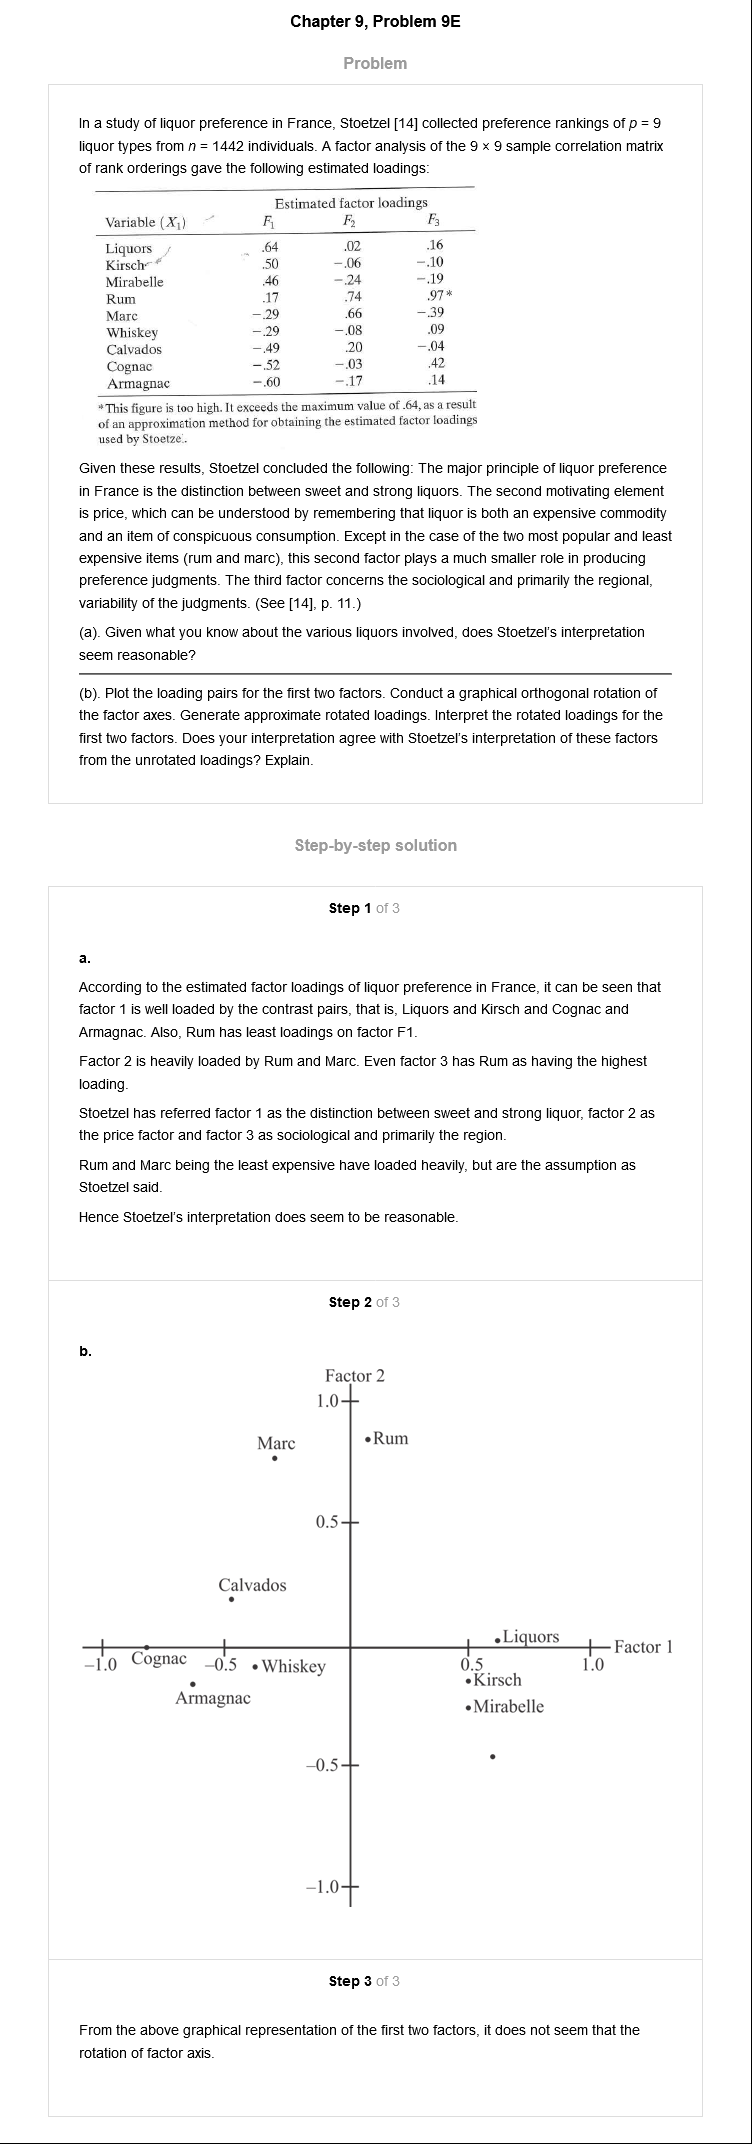 Chapter 9, Problem 9E
Problem
In a study of liquor preference in France, Stoetzel [14] collected preference rankings of p = 9
liquor types from n = 1442 individuals. A factor analysis of the 9 × 9 sample correlation matrix
of rank orderings gave the following estimated loadings:
Estimated factor loadings
Variable (X₁) F₁ F₂ F₃
Liquors .64 .02 .16
Kirsch .50 −.06 −.10
Mirabelle .46 −.24 −.19
Rum .17 .74 .97*
Marc −.29 .66 −.39
Whiskey −.29 −.08 .09
Calvados −.49 .20 −.04
Cognac −.52 −.03 .42
Armagnac −.60 −.17 .14
*This figure is too high. It exceeds the maximum value of .64, as a result
of an approximation method for obtaining the estimated factor loadings
used by Stoetze.
Given these results, Stoetzel concluded the following: The major principle of liquor preference
in France is the distinction between sweet and strong liquors. The second motivating element
is price, which can be understood by remembering that liquor is both an expensive commodity
and an item of conspicuous consumption. Except in the case of the two most popular and least
expensive items (rum and marc), this second factor plays a much smaller role in producing
preference judgments. The third factor concerns the sociological and primarily the regional,
variability of the judgments. (See [14], p. 11.)
(a). Given what you know about the various liquors involved, does Stoetzel's interpretation
seem reasonable?
(b). Plot the loading pairs for the first two factors. Conduct a graphical orthogonal rotation of
the factor axes. Generate approximate rotated loadings. Interpret the rotated loadings for the
first two factors. Does your interpretation agree with Stoetzel's interpretation of these factors
from the unrotated loadings? Explain.
Step-by-step solution
Step 1 of 3
a.
According to the estimated factor loadings of liquor preference in France, it can be seen that
factor 1 is well loaded by the contrast pairs, that is, Liquors and Kirsch and Cognac and
Armagnac. Also, Rum has least loadings on factor F1.
Factor 2 is heavily loaded by Rum and Marc. Even factor 3 has Rum as having the highest
loading.
Stoetzel has referred factor 1 as the distinction between sweet and strong liquor, factor 2 as
the price factor and factor 3 as sociological and primarily the region.
Rum and Marc being the least expensive have loaded heavily, but are the assumption as
Stoetzel said.
Hence Stoetzel's interpretation does seem to be reasonable.
Step 2 of 3
b.
Factor 2
1.0
Marc
Rum
0.5
Calvados
Liquors
Factor 1
−1.0 Cognac −0.5 Whiskey 0.5 1.0
Kirsch
Armagnac
Mirabelle
−0.5
−1.0
Step 3 of 3
From the above graphical representation of the first two factors, it does not seem that the
rotation of factor axis.